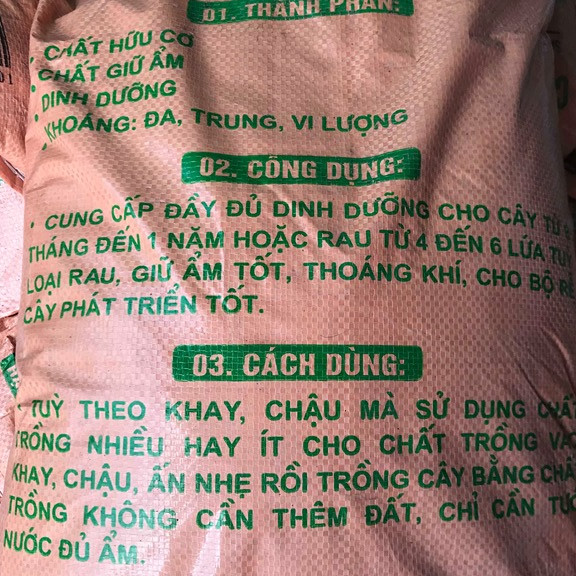 01. THÀNH PHẦN:
• CHẤT HỮU CƠ
• CHẤT GIỮ ẨM
• DINH DƯỠNG
• KHOÁNG: ĐA, TRUNG, VI LƯỢNG
02. CÔNG DỤNG:
• CUNG CẤP ĐẦY ĐỦ DINH DƯỠNG CHO CÂY TỪ
THÁNG ĐẾN 1 NĂM HOẶC RAU TỪ 4 ĐẾN 6 LỨA
LOẠI RAU, GIỮ ẨM TỐT, THOÁNG KHÍ, CHO BỘ
CÂY PHÁT TRIỂN TỐT.
03. CÁCH DÙNG:
TUỲ THEO KHAY, CHẬU MÀ SỬ DỤNG CHẤT
TRỒNG NHIỀU HAY ÍT CHO CHẤT TRỒNG
KHAY, CHẬU, ẤN NHẸ RỒI TRỒNG CÂY BẰNG CHẤT
TRỒNG KHÔNG CẦN THÊM ĐẤT, CHỈ CẦN
NƯỚC ĐỦ ẨM.